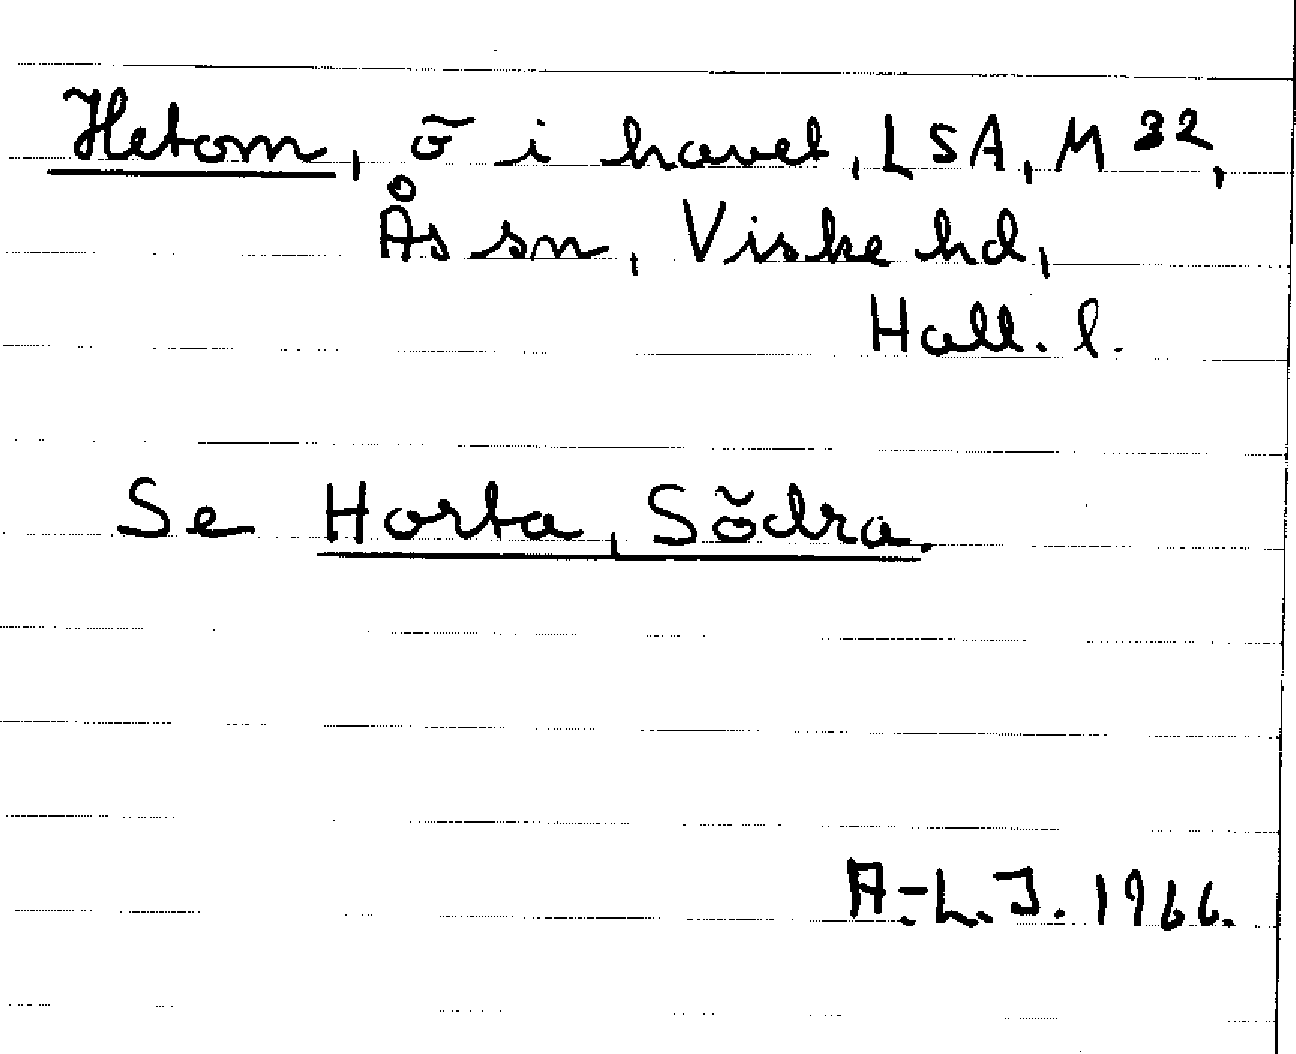 Hetom, ö i havet, LSA, M 32,
Ås sn, Viske hd,
Hall. l.
Se Horta, Södra.
A-L. J. 1966.